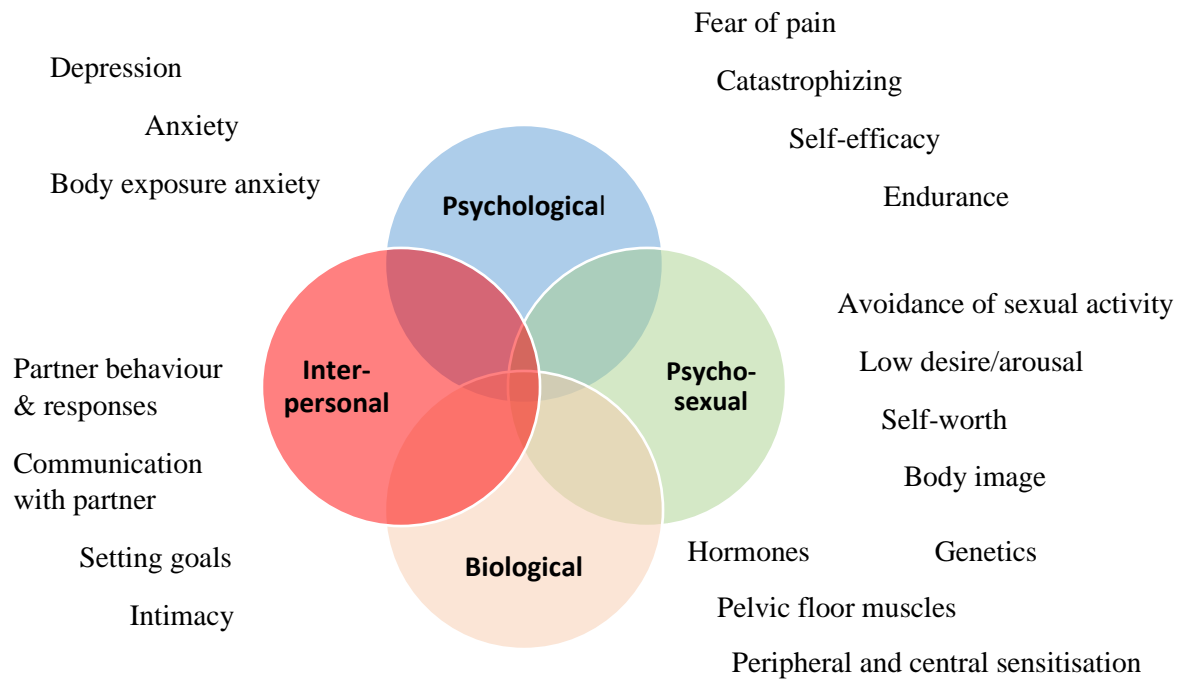 Fear of pain
Depression
Catastrophizing
Anxiety
Self-efficacy
Body exposure anxiety
Endurance
Psychological
Avoidance of sexual activity
Partner behaviour
& responses
Inter-
personal
Psycho-
sexual
Low desire/arousal
Self-worth
Communication
with partner
Body image
Setting goals
Biological
Hormones
Genetics
Intimacy
Pelvic floor muscles
Peripheral and central sensitisation